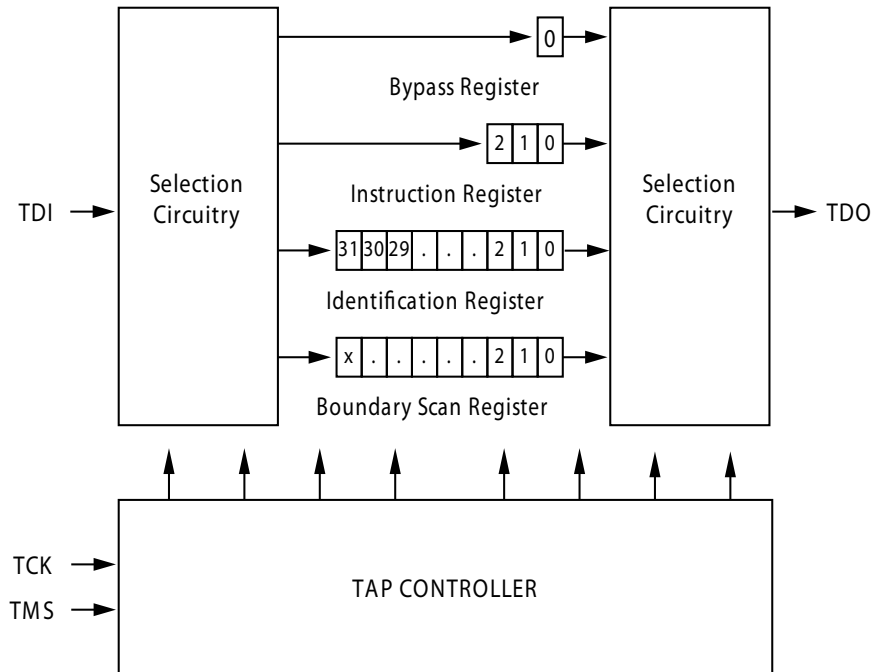 0
Bypass Register
2 1 0
Selection
Circuitry
Selection
Circuitry
TDI
TDO
Instruction Register
31 30 29 . . . 2 1 0
Identification Register
x . . . . . 2 1 0
Boundary Scan Register
TCK
TMS
TAP CONTROLLER